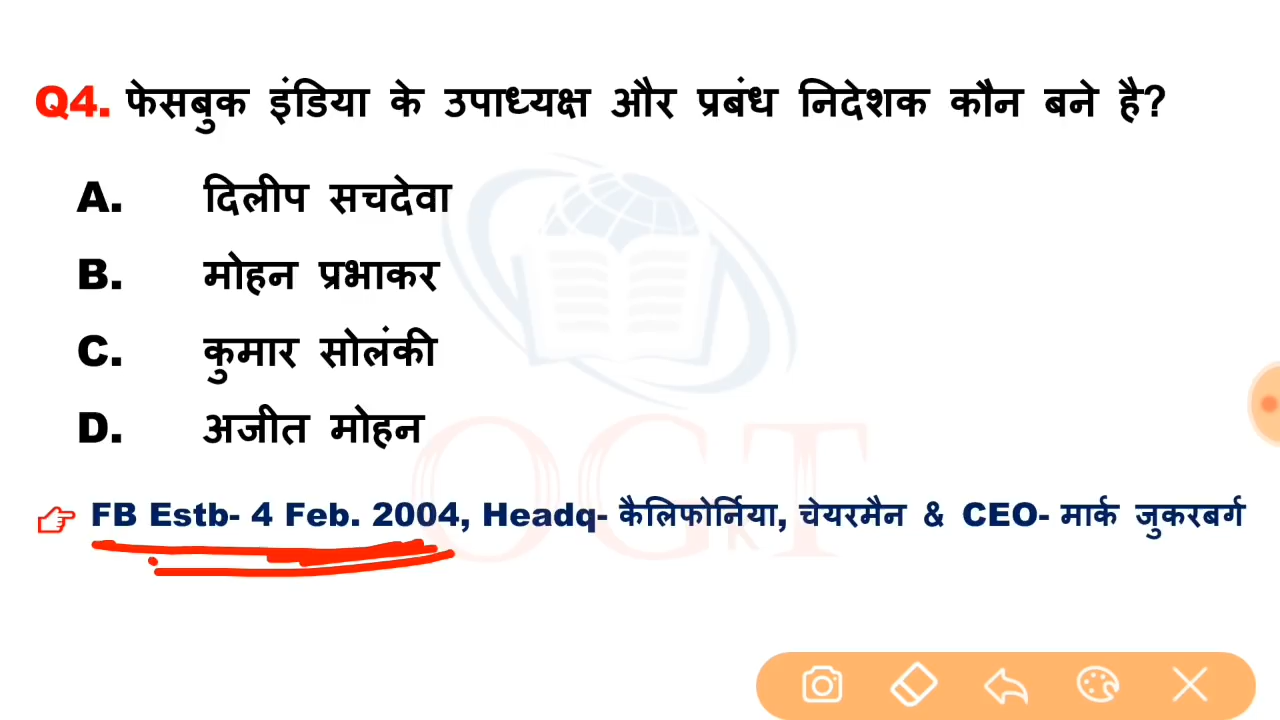 Q4. फेसबुक इंडिया के उपाध्यक्ष और प्रबंध निदेशक कौन बने है?
A. दिलीप सचदेवा
B. मोहन प्रभाकर
C. कुमार सोलंकी
D. अजीत मोहन
OGKT
FB Estb- 4 Feb. 2004, Headq- कैलिफोर्निया, चेयरमैन & CEO- मार्क जुकरबर्ग